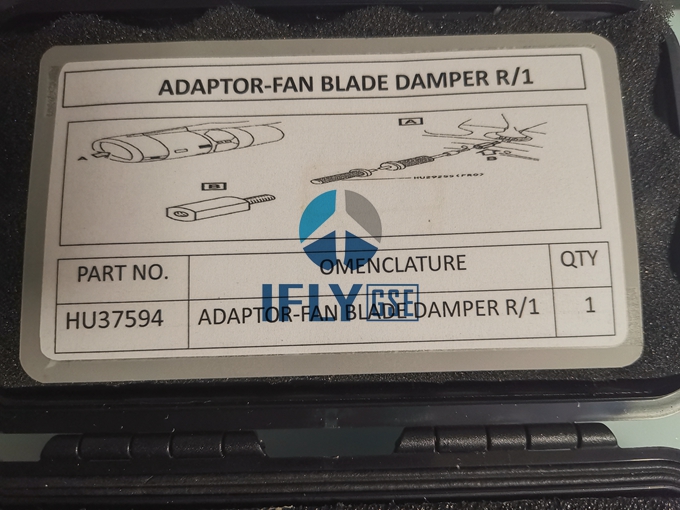 ADAPTOR-FAN BLADE DAMPER R/1
A
A
B
B
PART NO.
OMENCLATURE
QTY
HU37594
ADAPTOR-FAN BLADE DAMPER R/1
1
IFLY GSE